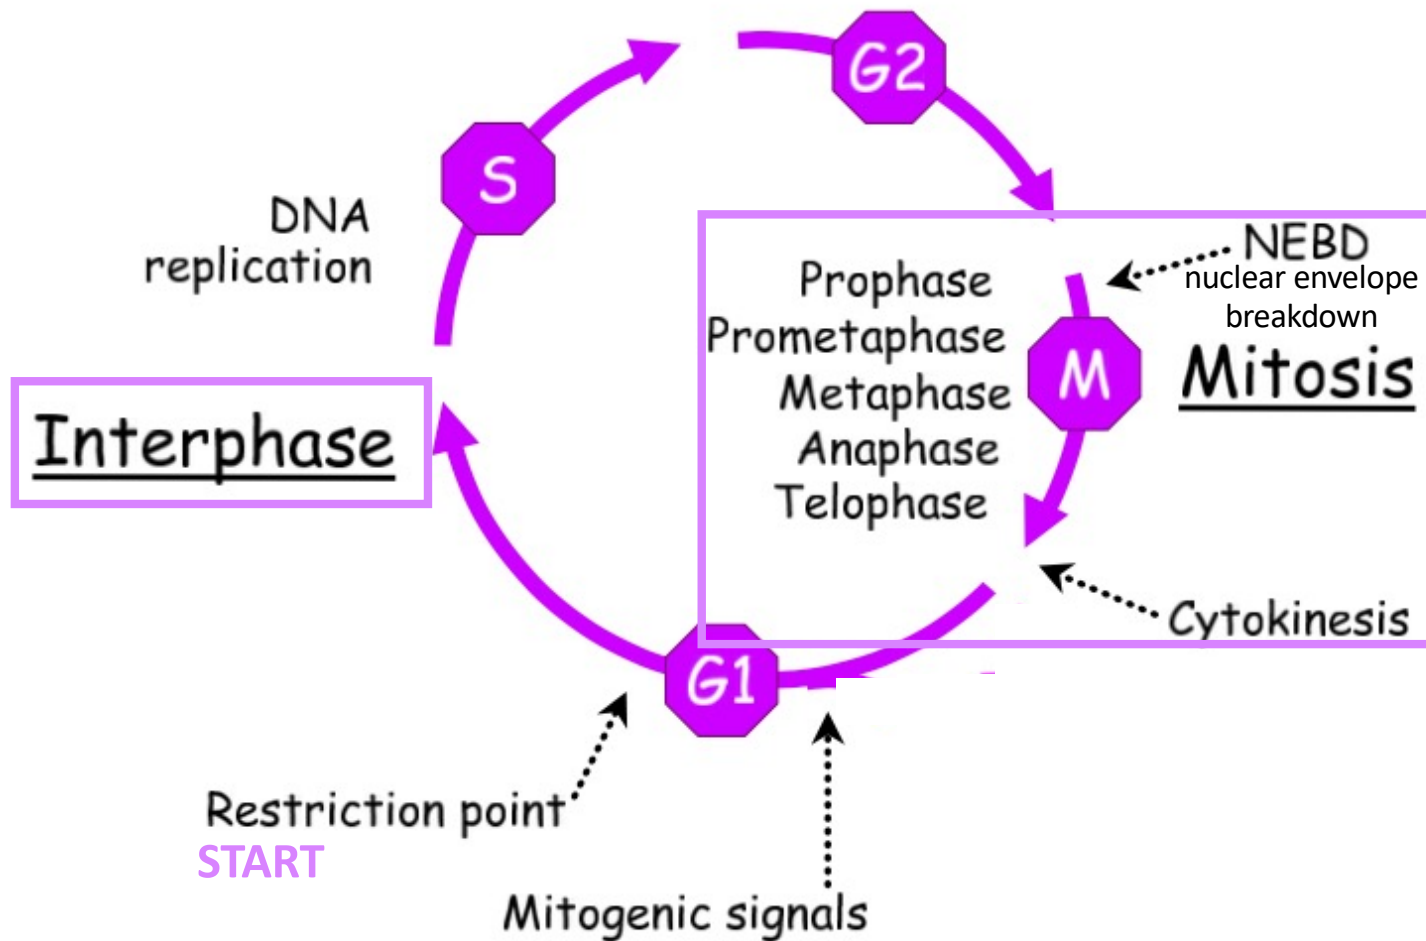 G2
S
DNA
replication
NEBD
nuclear envelope
breakdown
Prophase
Prometaphase
Metaphase
Anaphase
Telophase
M
Mitosis
Interphase
Cytokinesis
G1
Restriction point
START
Mitogenic signals